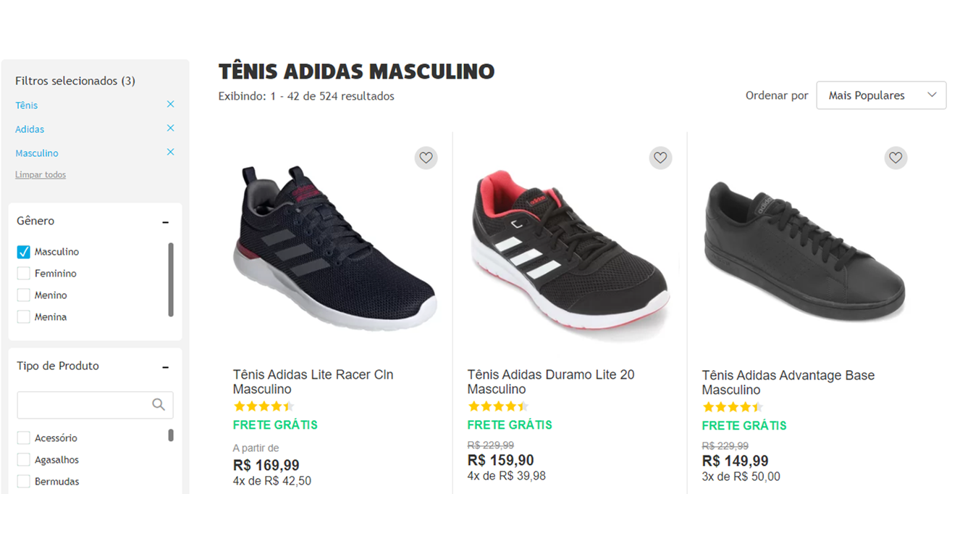 Filtros selecionados (3)
Tênis
Adidas
Masculino
Limpar todos
Gênero
Masculino
Feminino
Menino
Menina
Tipo de Produto
Acessório
Agasalhos
Bermudas
TÊNIS ADIDAS MASCULINO
Exibindo: 1 - 42 de 524 resultados
Ordenar por
Mais Populares
Tênis Adidas Lite Racer Cln
Masculino
FRETE GRÁTIS
A partir de
R$ 169,99
4x de R$ 42,50
Tênis Adidas Duramo Lite 20
Masculino
FRETE GRÁTIS
R$ 229,99
R$ 159,90
4x de R$ 39,98
Tênis Adidas Advantage Base
Masculino
FRETE GRÁTIS
R$ 229,99
R$ 149,99
3x de R$ 50,00